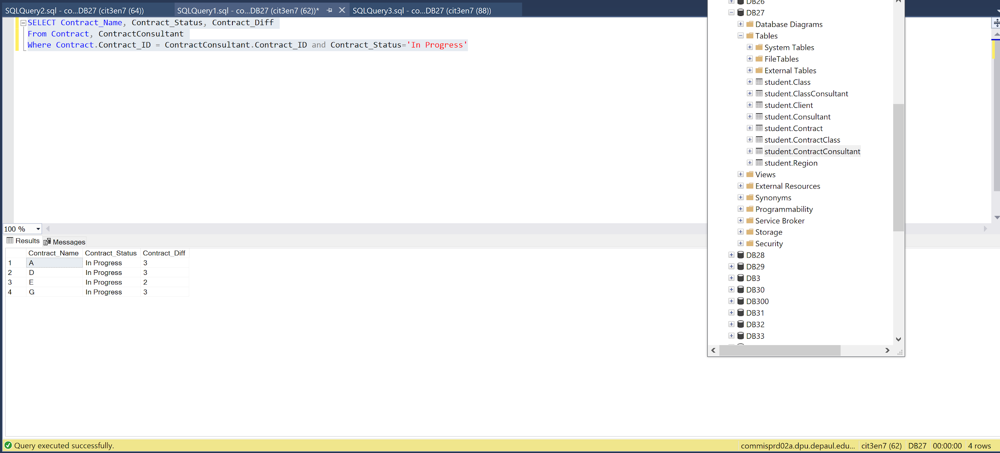 SQLQuery2.sql - co...DB27 (cit3en7 (64))
SQLQuery1.sql - co...DB27 (cit3en7 (62))*
SQLQuery3.sql - co...DB27 (cit3en7 (88))
SELECT Contract_Name, Contract_Status, Contract_Diff
From Contract, ContractConsultant
Where Contract.Contract_ID = ContractConsultant.Contract_ID and Contract_Status='In Progress'
DB26
DB27
Database Diagrams
Tables
System Tables
FileTables
External Tables
student.Class
student.ClassConsultant
student.Client
student.Consultant
student.Contract
student.ContractClass
student.ContractConsultant
student.Region
Views
External Resources
Synonyms
Programmability
Service Broker
Storage
Security
DB28
DB29
DB3
DB30
DB300
DB31
DB32
DB33
100 %
Results Messages
Contract_Name Contract_Status Contract_Diff
1 A In Progress 3
2 D In Progress 3
3 E In Progress 2
4 G In Progress 3
Query executed successfully.
commisprd02a.dpu.depaul.edu... cit3en7 (62) DB27 00:00:00 4 rows